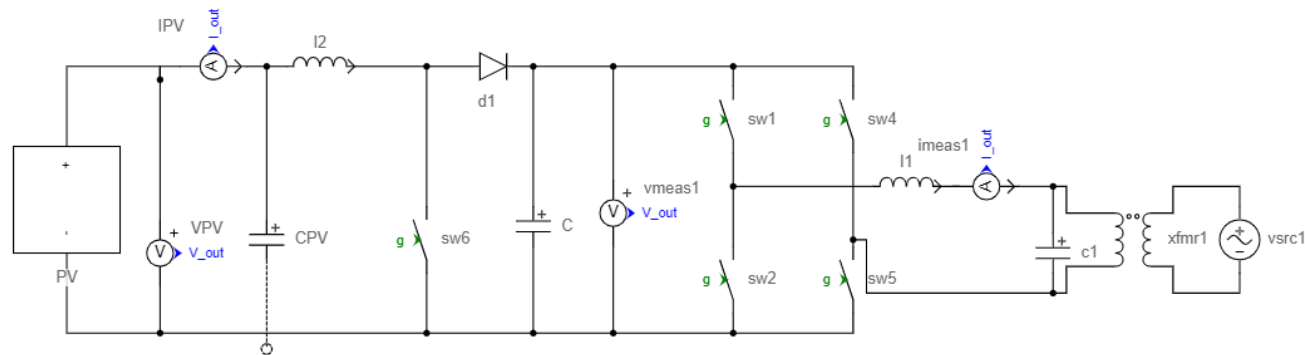 IPV
I_out
A
l2
d1
PV
+
-
VPV
+
V
V_out
+
CPV
g
sw6
+
C
vmeas1
+
V
V_out
g
sw1
g
sw4
g
sw2
g
sw5
l1
imeas1
I_out
A
+
c1
xfmr1
+
vsrc1